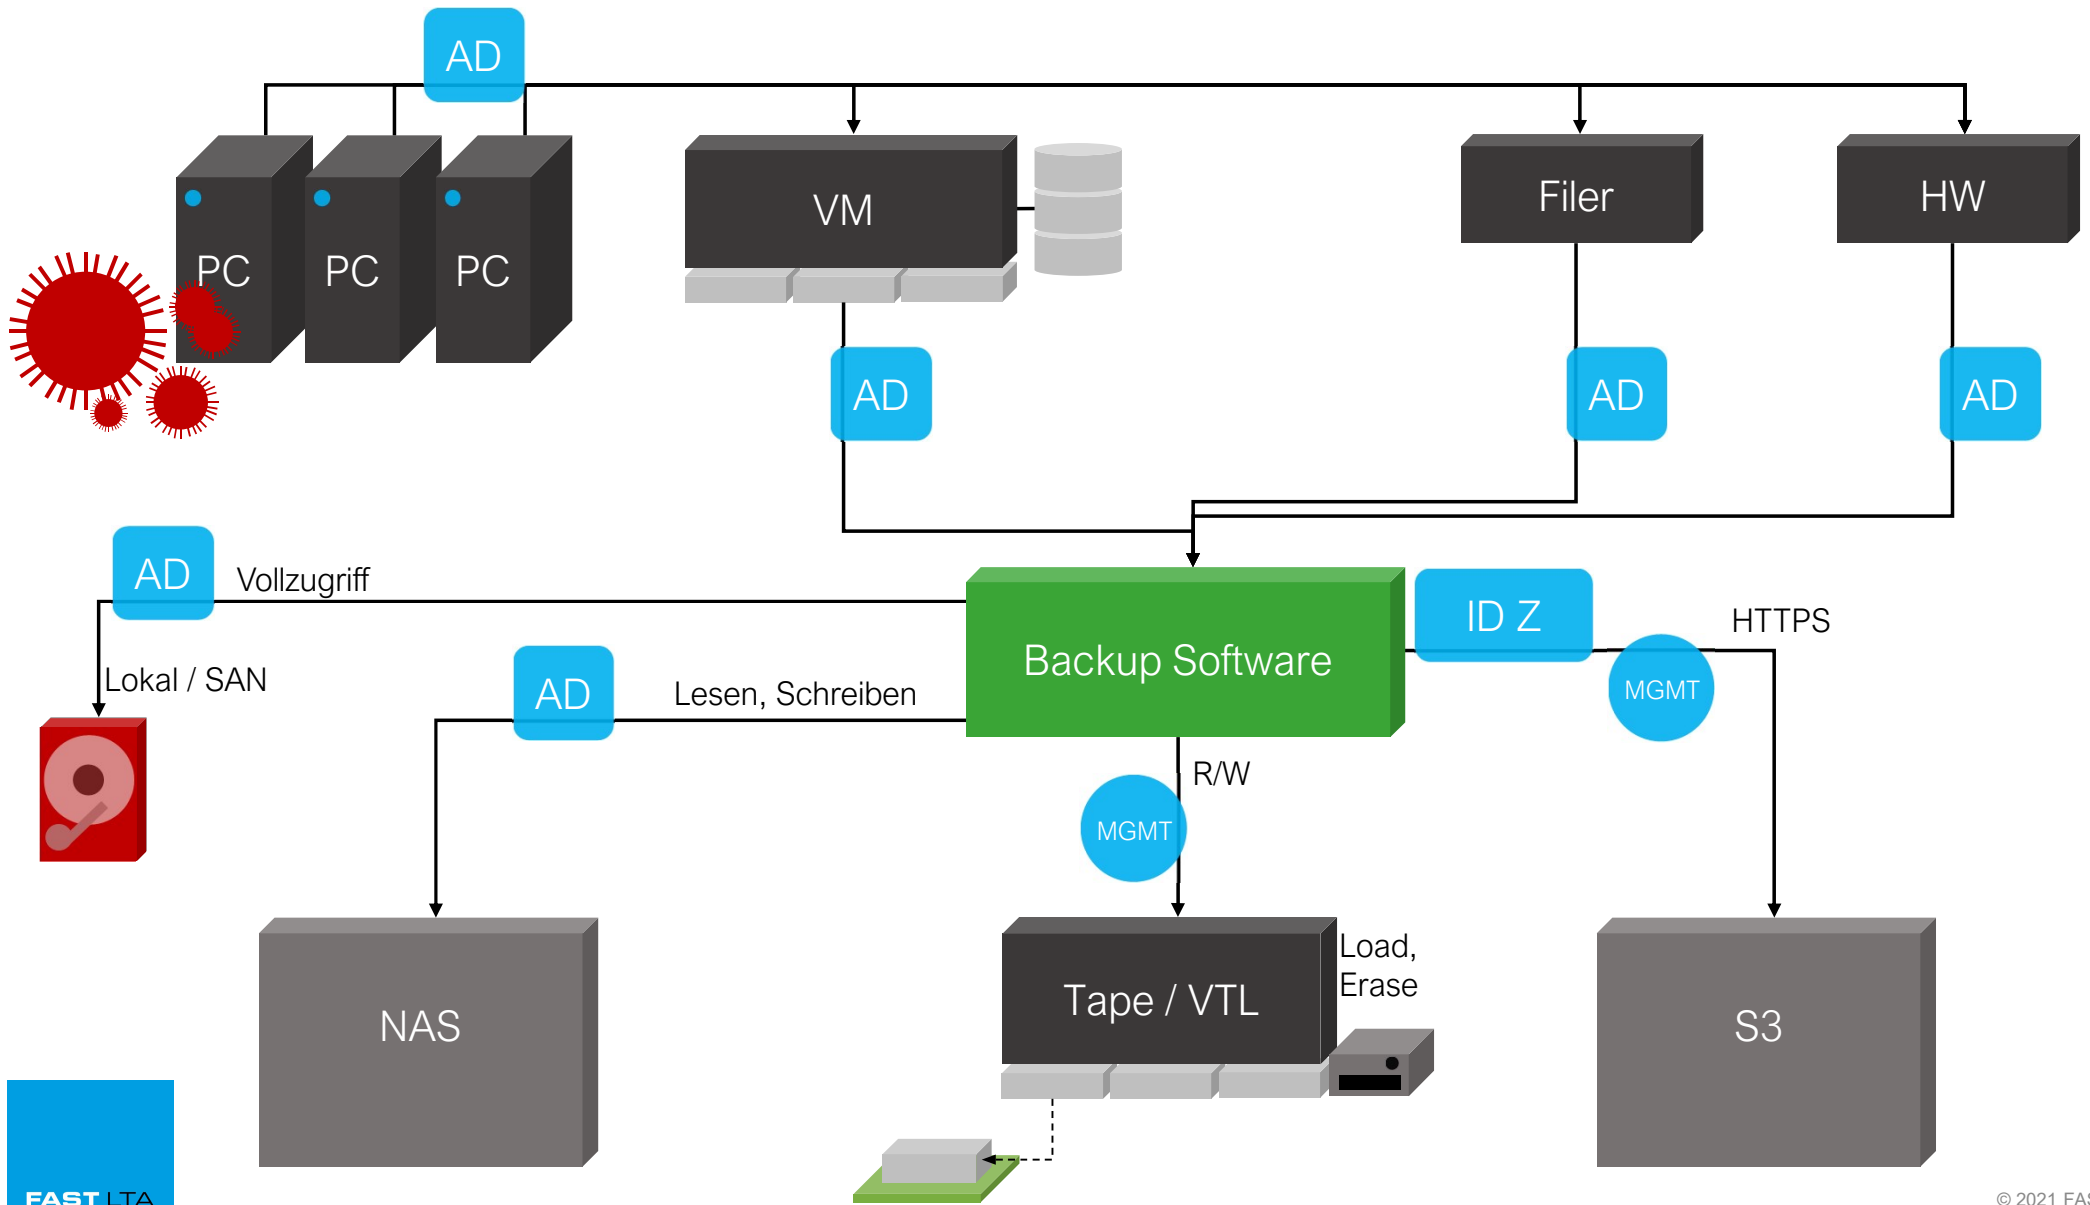 AD
PC
PC
PC
VM
Filer
HW
AD
AD
AD
AD
Vollzugriff
Lokal / SAN
AD
Lesen, Schreiben
Backup Software
ID Z
HTTPS
MGMT
R/W
MGMT
NAS
Tape / VTL
Load,
Erase
S3
FAST LTA
© 2021 FAS